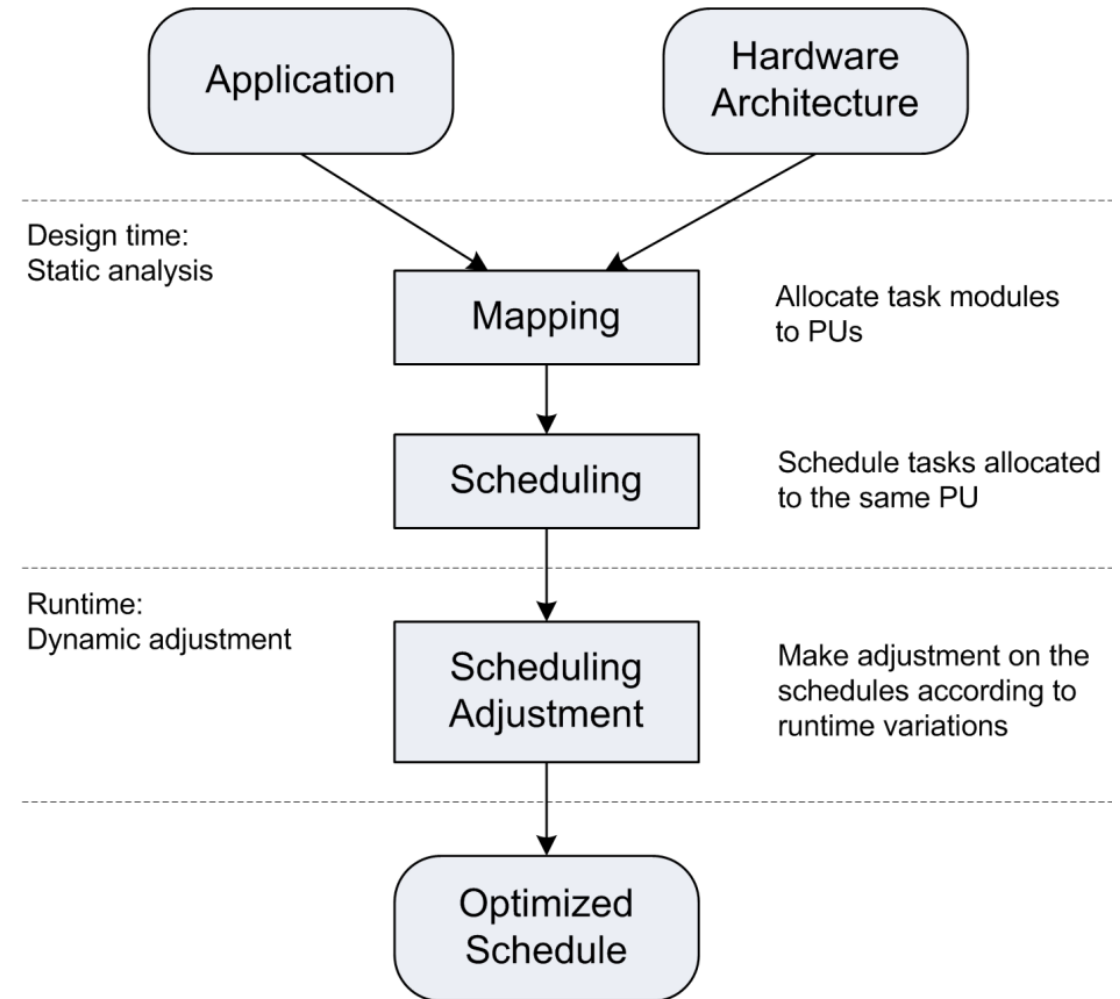 Application
Hardware
Architecture
Design time:
Static analysis
Mapping
Allocate task modules
to PUs
Scheduling
Schedule tasks allocated
to the same PU
Runtime:
Dynamic adjustment
Scheduling
Adjustment
Make adjustment on the
schedules according to
runtime variations
Optimized
Schedule